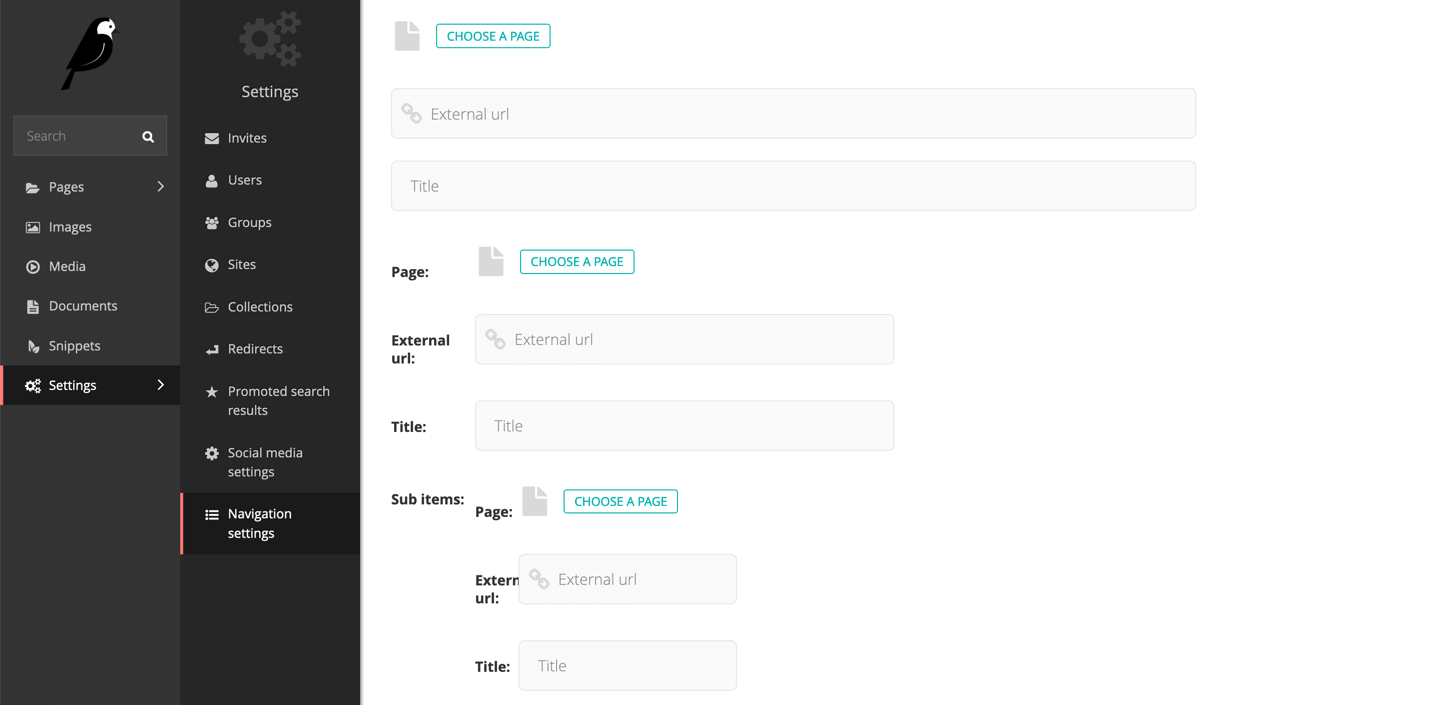 Search
Pages
Images
Media
Documents
Snippets
Settings
Settings
Invites
Users
Groups
Sites
Collections
Redirects
Promoted search
results
Social media
settings
Navigation
settings
CHOOSE A PAGE
External url
Title
Page:
CHOOSE A PAGE
External
url:
External url
Title:
Title
Sub items:
Page:
CHOOSE A PAGE
Extern
url:
External url
Title:
Title